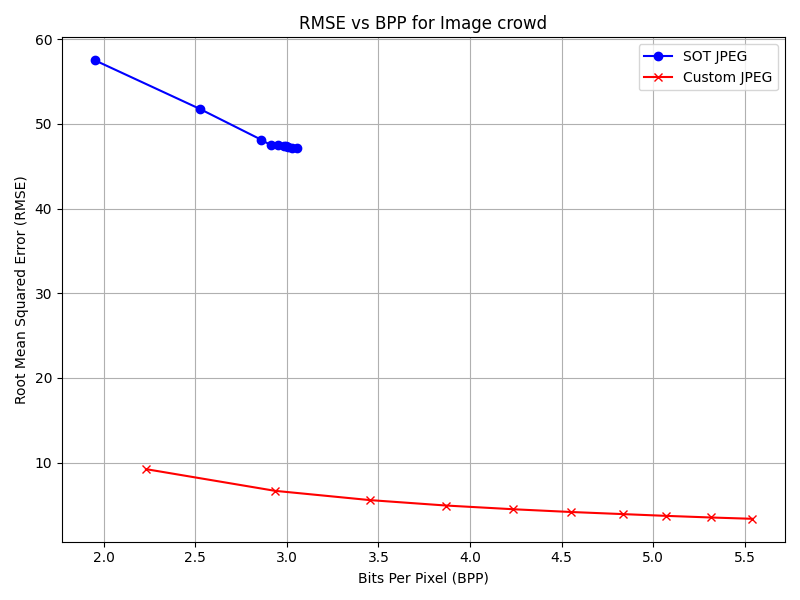 RMSE vs BPP for Image crowd
SOT JPEG
Custom JPEG
Root Mean Squared Error (RMSE)
60
50
40
30
20
10
2.0 2.5 3.0 3.5 4.0 4.5 5.0 5.5
Bits Per Pixel (BPP)